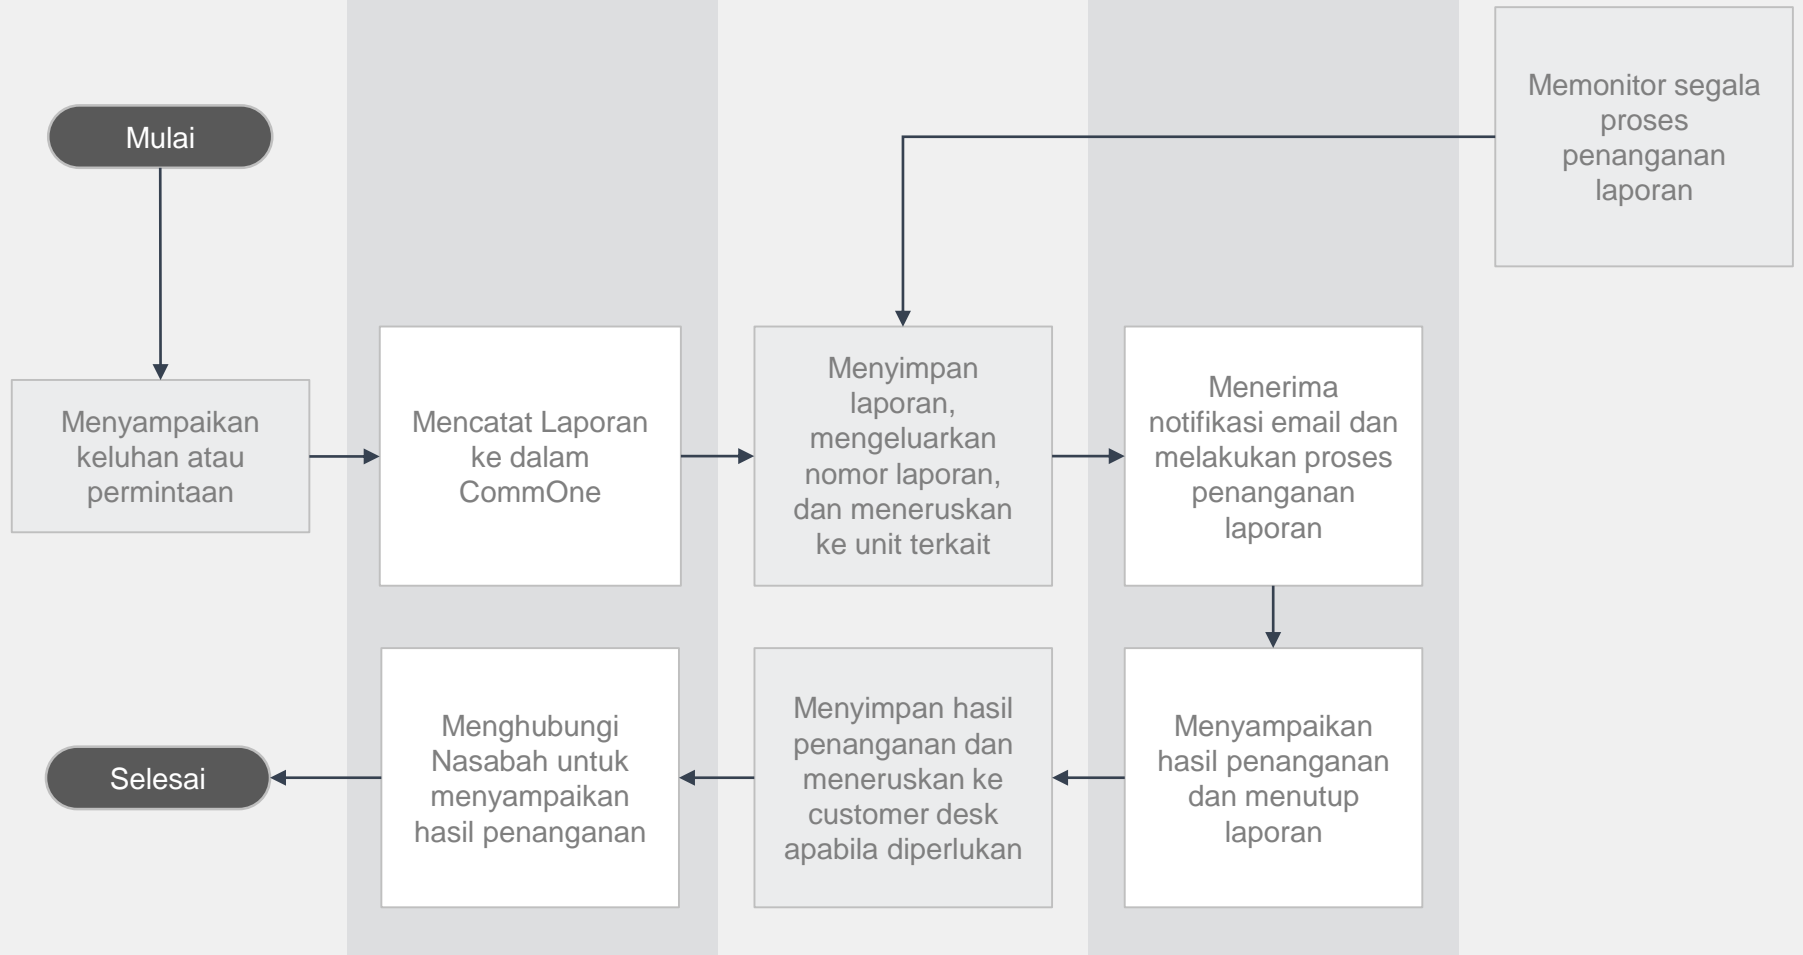 Mulai
Memonitor segala
proses
penanganan
laporan
Menyampaikan
keluhan atau
permintaan
Mencatat Laporan
ke dalam
CommOne
Menyimpan
laporan,
mengeluarkan
nomor laporan,
dan meneruskan
ke unit terkait
Menerima
notifikasi email dan
melakukan proses
penanganan
laporan
Menyampaikan
hasil penanganan
dan menutup
laporan
Menyimpan hasil
penanganan dan
meneruskan ke
customer desk
apabila diperlukan
Menghubungi
Nasabah untuk
menyampaikan
hasil penanganan
Selesai